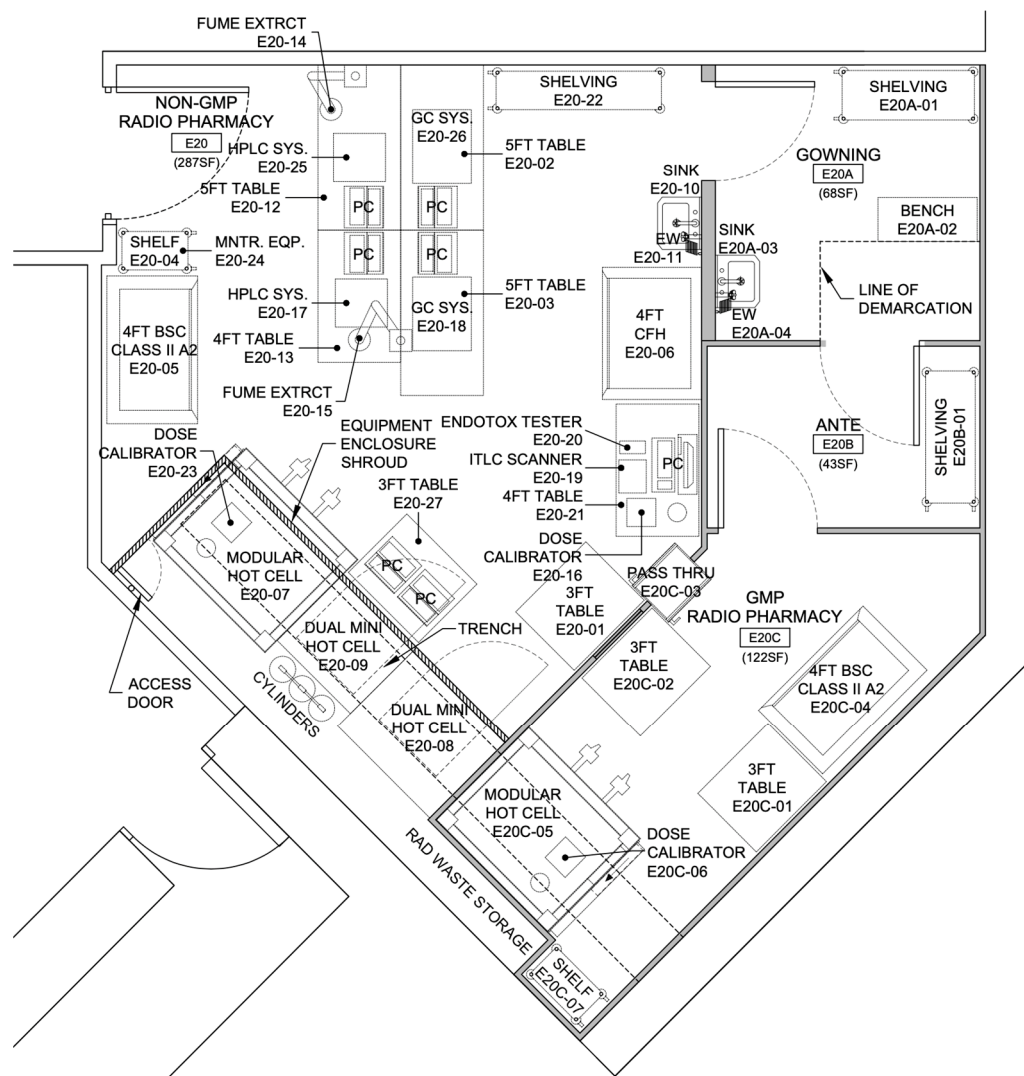 FUME EXTRCT
E20-14
NON-GMP
RADIO PHARMACY
E20
(287SF)
HPLC SYS.
E20-25
5FT TABLE
E20-12
GC SYS.
E20-26
5FT TABLE
E20-02
SHELVING
E20-22
SHELVING
E20A-01
GOWNING
E20A
(68SF)
SINK
E20-10
EW
E20-11
SINK
E20A-03
EW
E20A-04
BENCH
E20A-02
LINE OF
DEMARCATION
PC
PC
PC
PC
SHELF
E20-04
MNTR. EQP.
E20-24
HPLC SYS.
E20-17
GC SYS.
E20-18
5FT TABLE
E20-03
4FT TABLE
E20-13
FUME EXTRCT
E20-15
4FT BSC
CLASS II A2
E20-05
4FT
CFH
E20-06
ANTE
E20B
(43SF)
SHELVING
E20B-01
DOSE
CALIBRATOR
E20-23
EQUIPMENT
ENCLOSURE
SHROUD
3FT TABLE
E20-27
ENDOTOX TESTER
E20-20
ITLC SCANNER
E20-19
4FT TABLE
E20-21
PC
DOSE
CALIBRATOR
E20-16
MODULAR
HOT CELL
E20-07
PC
PC
3FT
TABLE
E20-01
PASS THRU
E20C-03
GMP
RADIO PHARMACY
E20C
(122SF)
DUAL MINI
HOT CELL
E20-09
TRENCH
3FT
TABLE
E20C-02
4FT BSC
CLASS II A2
E20C-04
ACCESS
DOOR
CYLINDERS
DUAL MINI
HOT CELL
E20-08
3FT
TABLE
E20C-01
MODULAR
HOT CELL
E20C-05
DOSE
CALIBRATOR
E20C-06
RAD WASTE STORAGE
SHELF
E20C-07